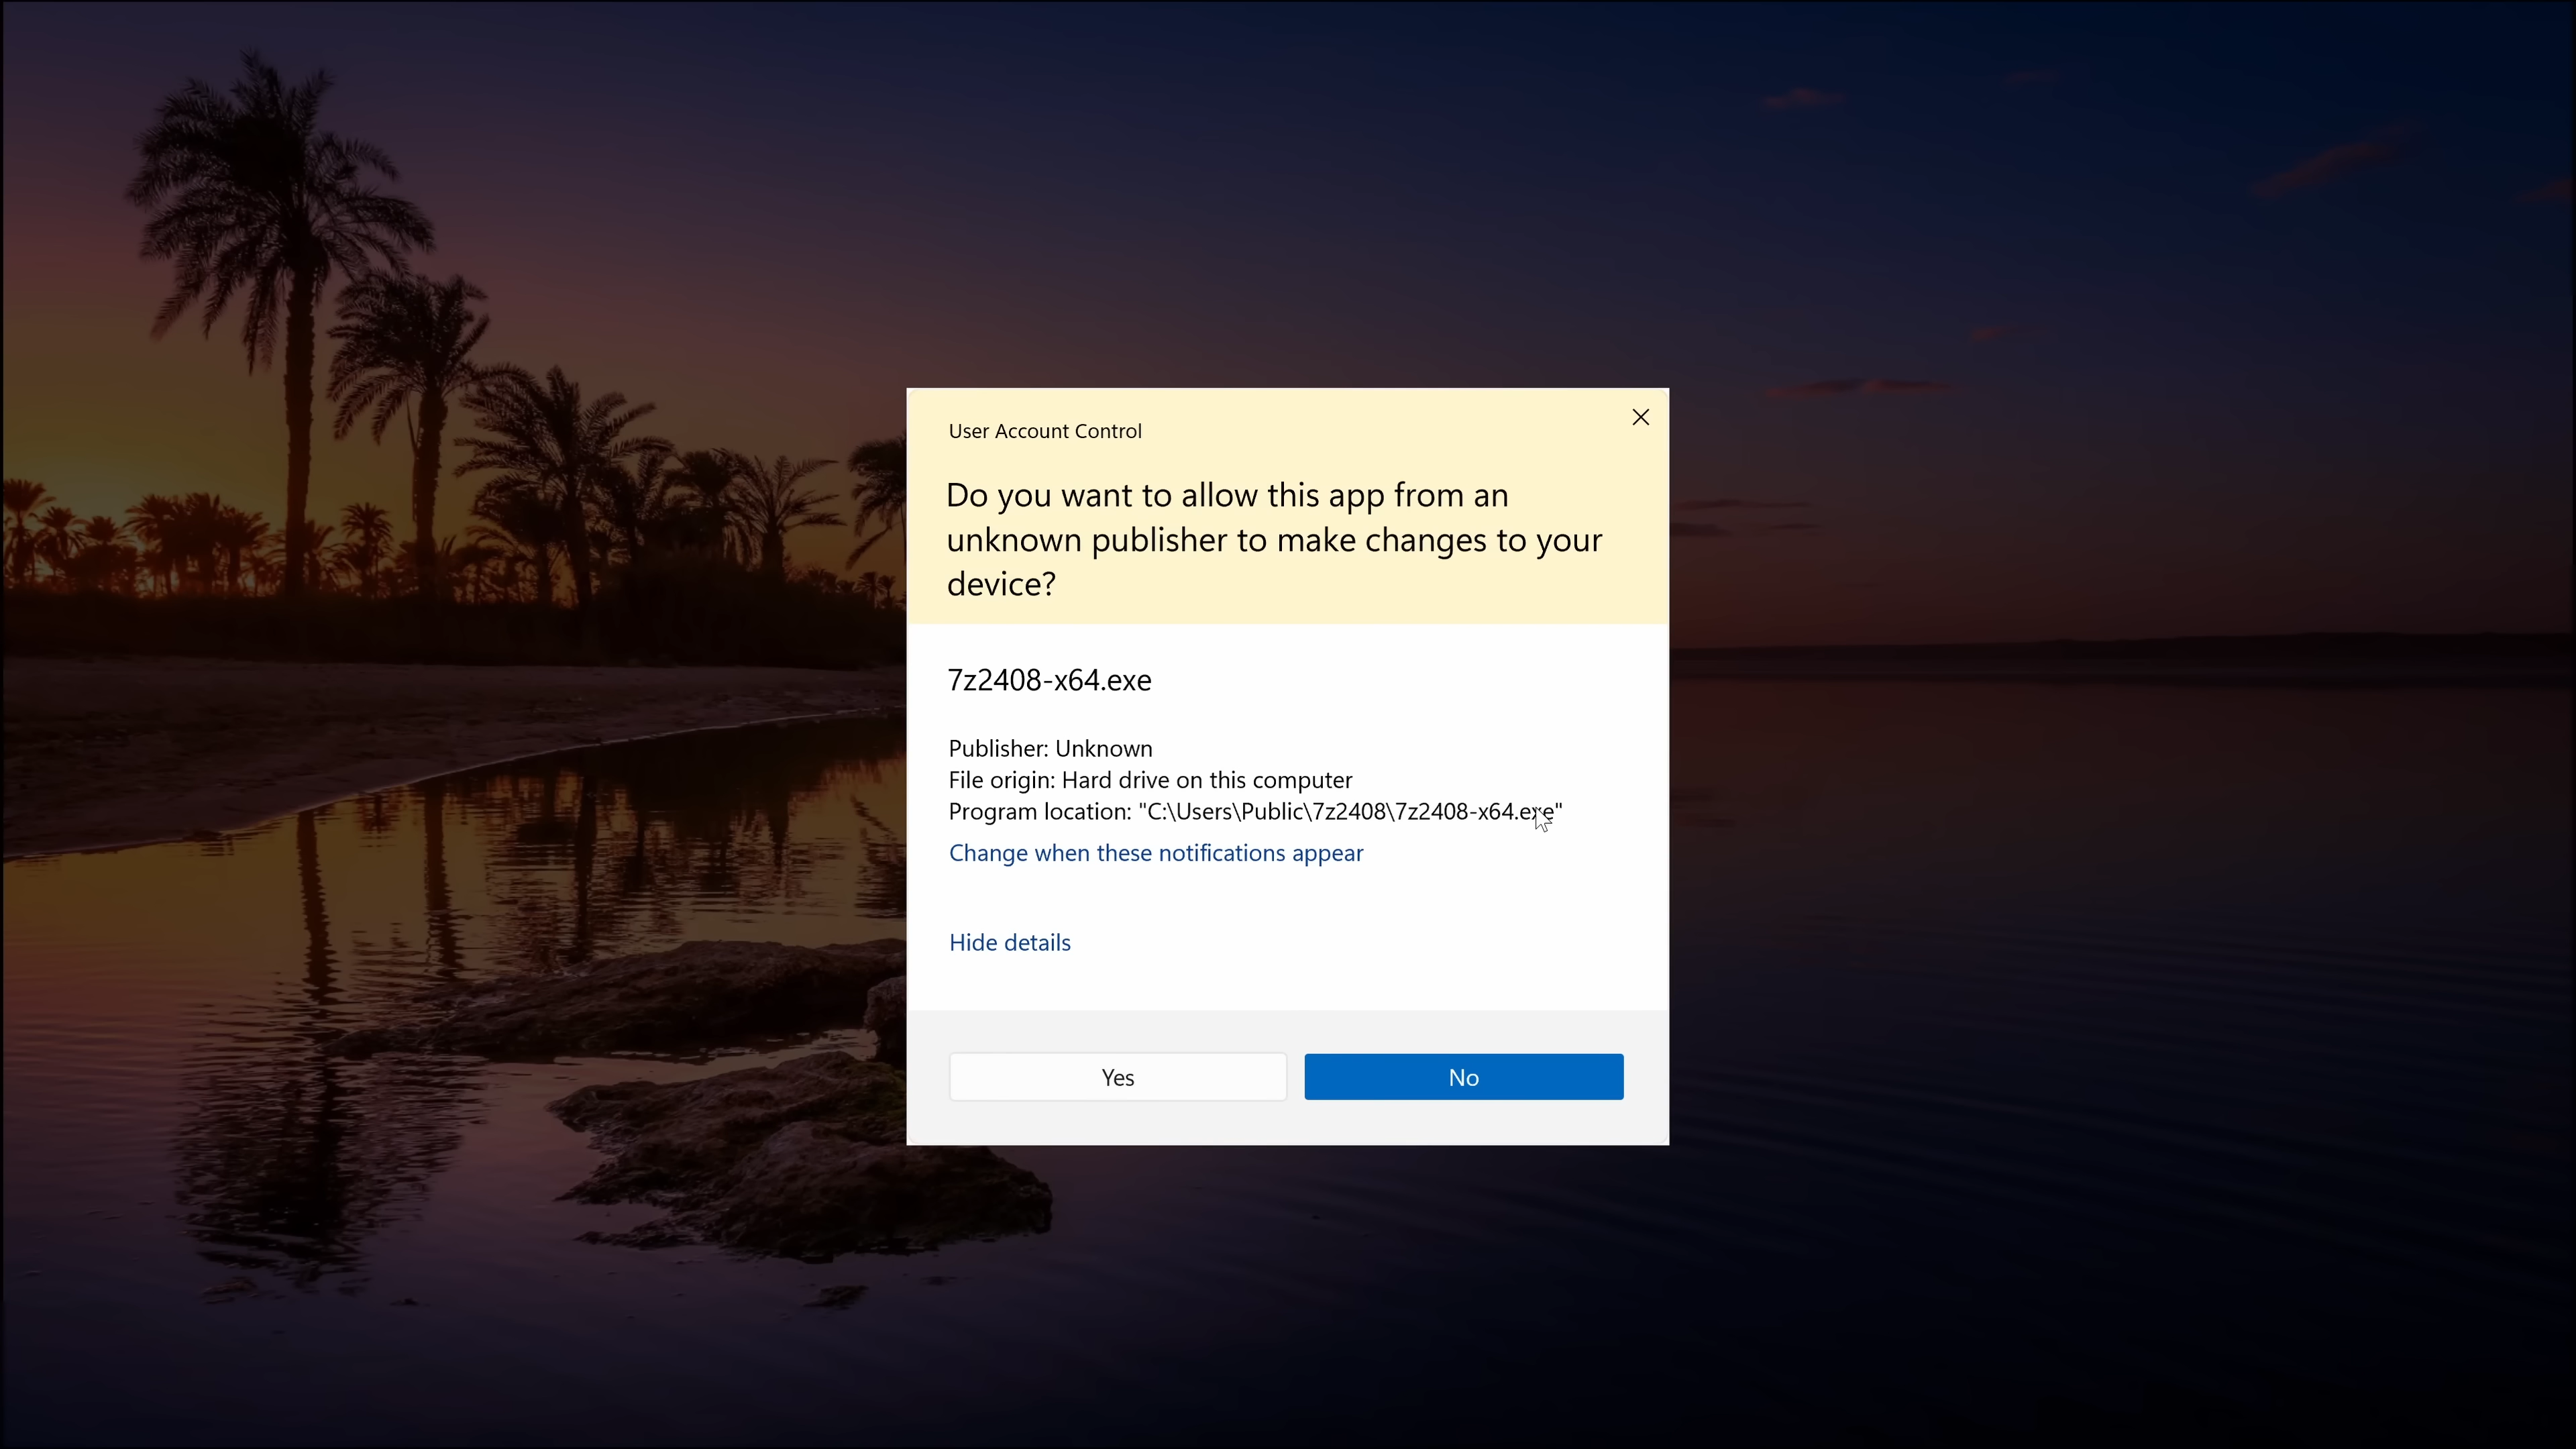 User Account Control
Do you want to allow this app from an
unknown publisher to make changes to your
device?
7z2408-x64.exe
Publisher: Unknown
File origin: Hard drive on this computer
Program location: "C:\Users\Public\7z2408\7z2408-x64.exe"
Change when these notifications appear
Hide details
Yes No